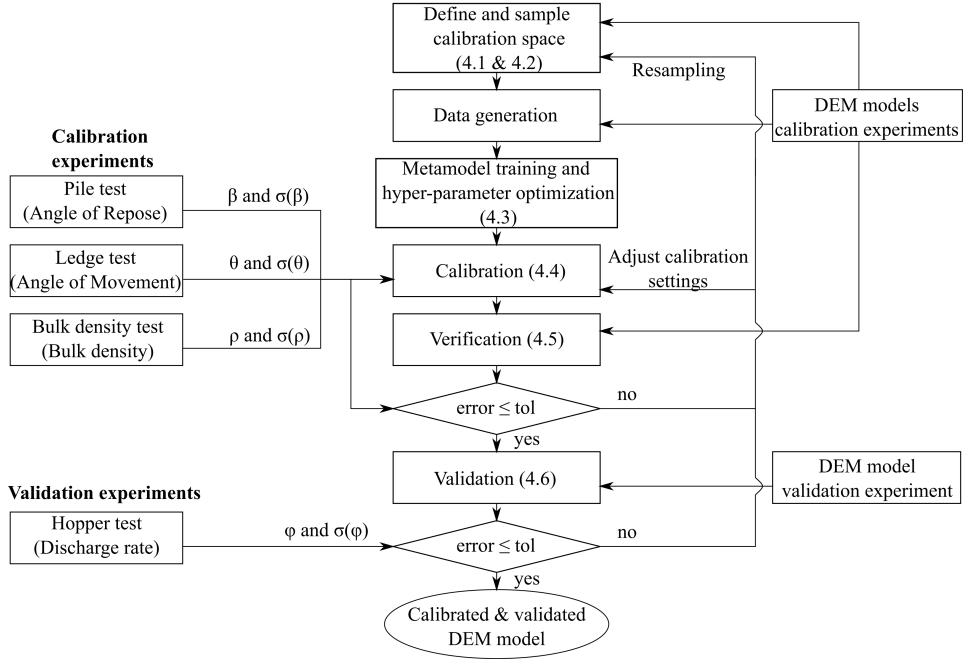 Define and sample
calibration space
(4.1 & 4.2)
Resampling
Data generation
DEM models
calibration experiments
Calibration
experiments
Metamodel training and
hyper-parameter optimization
(4.3)
Pile test
(Angle of Repose)
β and σ(β)
Ledge test
(Angle of Movement)
θ and σ(θ)
Calibration (4.4)
Adjust calibration
settings
Bulk density test
(Bulk density)
ρ and σ(ρ)
Verification (4.5)
error ≤ tol
no
yes
Validation (4.6)
DEM model
validation experiment
Validation experiments
Hopper test
(Discharge rate)
φ and σ(φ)
error ≤ tol
no
yes
Calibrated & validated
DEM model